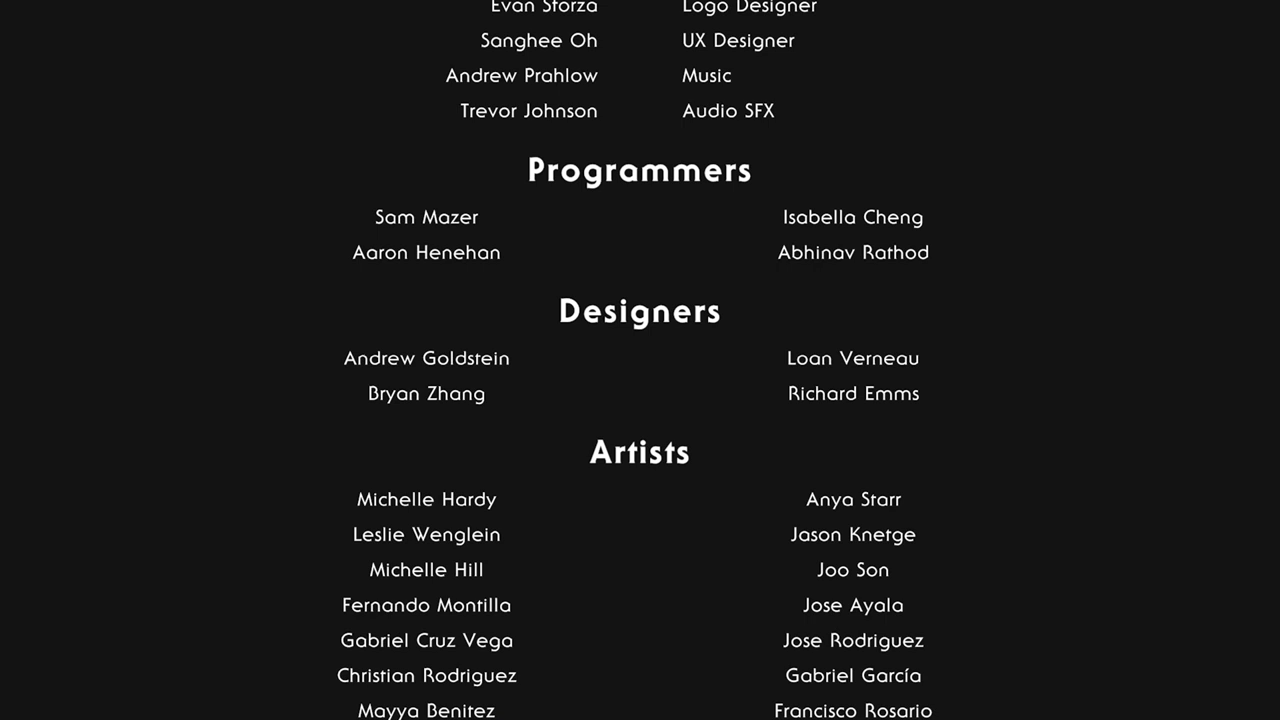 Evan Sforza Logo Designer
Sanghee Oh UX Designer
Andrew Prahlow Music
Trevor Johnson Audio SFX
Programmers
Sam Mazer Isabella Cheng
Aaron Henehan Abhinav Rathod
Designers
Andrew Goldstein Loan Verneau
Bryan Zhang Richard Emms
Artists
Michelle Hardy Anya Starr
Leslie Wenglein Jason Knetge
Michelle Hill Joo Son
Fernando Montilla Jose Ayala
Gabriel Cruz Vega Jose Rodriguez
Christian Rodriguez Gabriel García
Mayya Benitez Francisco Rosario